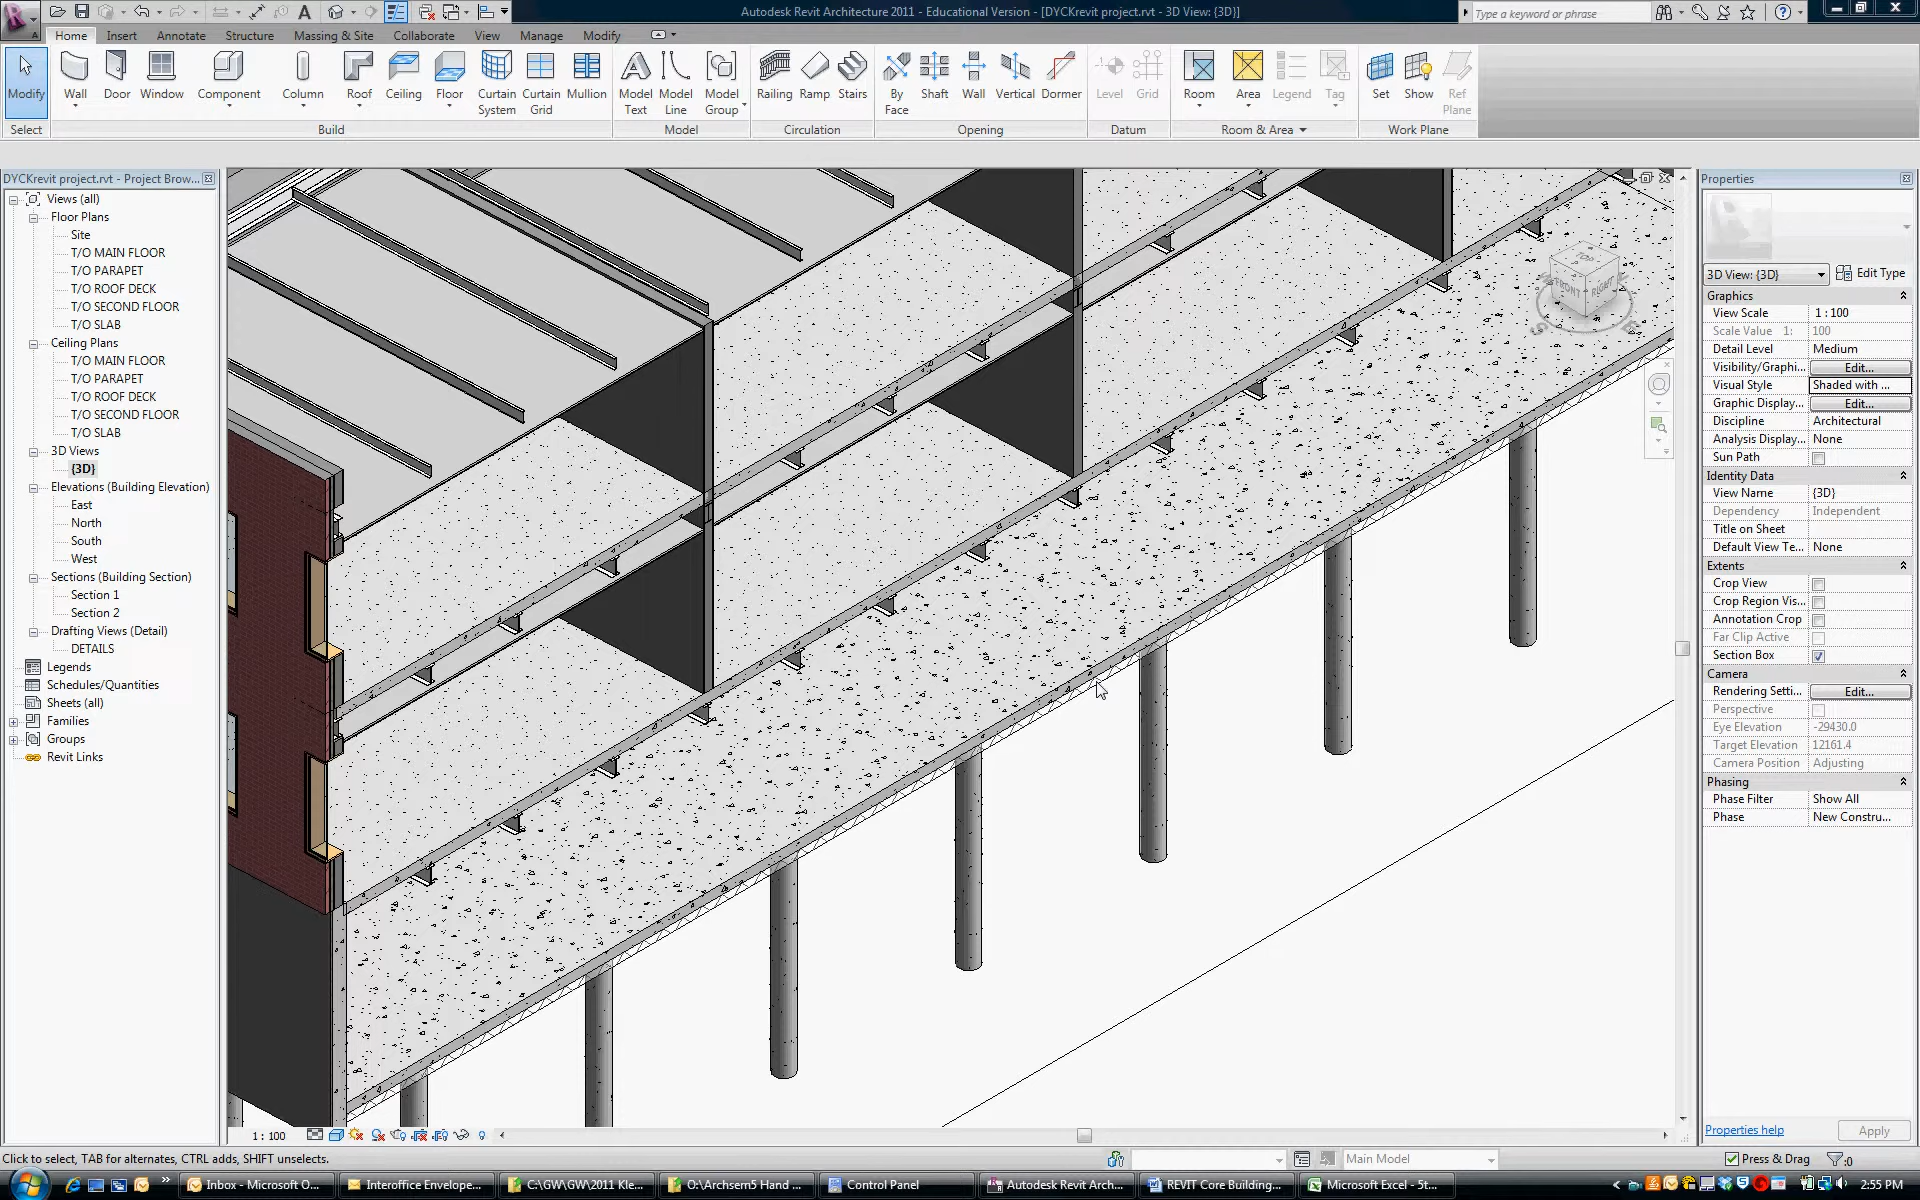 Autodesk Revit Architecture 2011 - Educational Version - [DYCKrevit project.rvt - 3D View: {3D}]
Type a keyword or phrase
Home Insert Annotate Structure Massing & Site Collaborate View Manage Modify
Modify Wall Door Window Component Column Roof Ceiling Floor Curtain System Curtain Grid Mullion Model Text Model Line Model Group Railing Ramp Stairs By Face Shaft Wall Vertical Dormer Level Grid Room Area Legend Tag Set Show Ref Plane
Select Build Model Circulation Opening Datum Room & Area Work Plane
DYCKrevit project.rvt - Project Brow...
Views (all)
Floor Plans
Site
T/O MAIN FLOOR
T/O PARAPET
T/O ROOF DECK
T/O SECOND FLOOR
T/O SLAB
Ceiling Plans
T/O MAIN FLOOR
T/O PARAPET
T/O ROOF DECK
T/O SECOND FLOOR
T/O SLAB
3D Views
{3D}
Elevations (Building Elevation)
East
North
South
West
Sections (Building Section)
Section 1
Section 2
Drafting Views (Detail)
DETAILS
Legends
Schedules/Quantities
Sheets (all)
Families
Groups
Revit Links
TOP
FRONT RIGHT
S E
Properties
3D View: {3D} Edit Type
Graphics
View Scale 1 : 100
Scale Value 1: 100
Detail Level Medium
Visibility/Graphi... Edit...
Visual Style Shaded with ...
Graphic Display... Edit...
Discipline Architectural
Analysis Display... None
Sun Path
Identity Data
View Name {3D}
Dependency Independent
Title on Sheet
Default View Te... None
Extents
Crop View
Crop Region Vis...
Annotation Crop
Far Clip Active
Section Box
Camera
Rendering Setti... Edit...
Perspective
Eye Elevation -29430.0
Target Elevation 12161.4
Camera Position Adjusting
Phasing
Phase Filter Show All
Phase New Constru...
Properties help Apply
1 : 100
Click to select, TAB for alternates, CTRL adds, SHIFT unselects.
Main Model
Press & Drag :0
Inbox - Microsoft O... Interoffice Envelope... C:\GW\GW\2011 Kle... O:\Archsem5 Hand ... Control Panel Autodesk Revit Arch... REVIT Core Building... Microsoft Excel - 5t... 2:55 PM